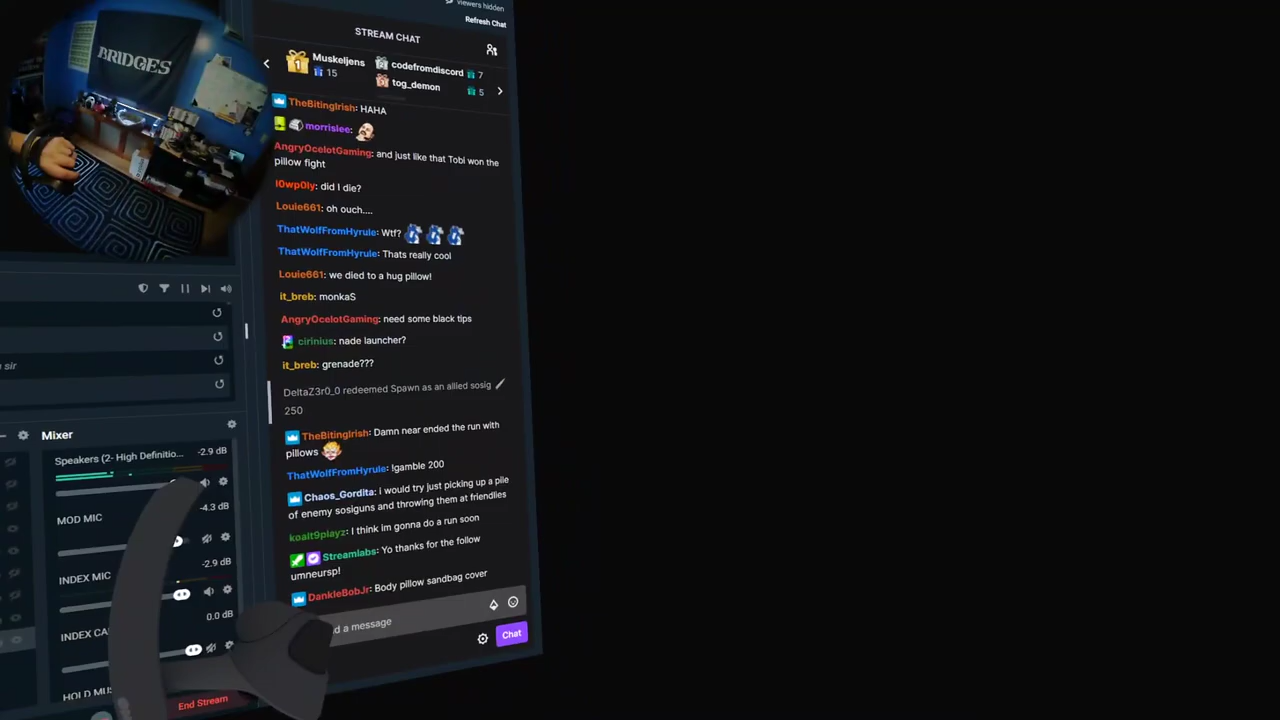 BRIDGES
viewers hidden
Refresh Chat
STREAM CHAT
1 Muskeljens
15
2 codefromdiscord 7
tog_demon
5
TheBitingIrish: HAHA
morrislee:
AngryOcelotGaming: and just like that Tobi won the
pillow fight
l0wp0ly: did I die?
Louie661: oh ouch....
ThatWolfFromHyrule: Wtf?
ThatWolfFromHyrule: Thats really cool
Louie661: we died to a hug pillow!
it_breb: monkaS
AngryOcelotGaming: need some black tips
cirinius: nade launcher?
it_breb: grenade???
DeltaZ3r0_0 redeemed Spawn as an allied sosig
250
TheBitingIrish: Damn near ended the run with
pillows
ThatWolfFromHyrule: !gamble 200
Chaos_Gordita: i would try just picking up a pile
of enemy sosiguns and throwing them at friendlies
koalt9playz: I think im gonna do a run soon
Streamlabs: Yo thanks for the follow
umneursp!
DankleBobJr: Body pillow sandbag cover
d a message
Chat
sir
Mixer
Speakers (2- High Definitio... -2.9 dB
MOD MIC -4.3 dB
INDEX MIC -2.9 dB
INDEX CA 0.0 dB
HOLD MUS
End Stream